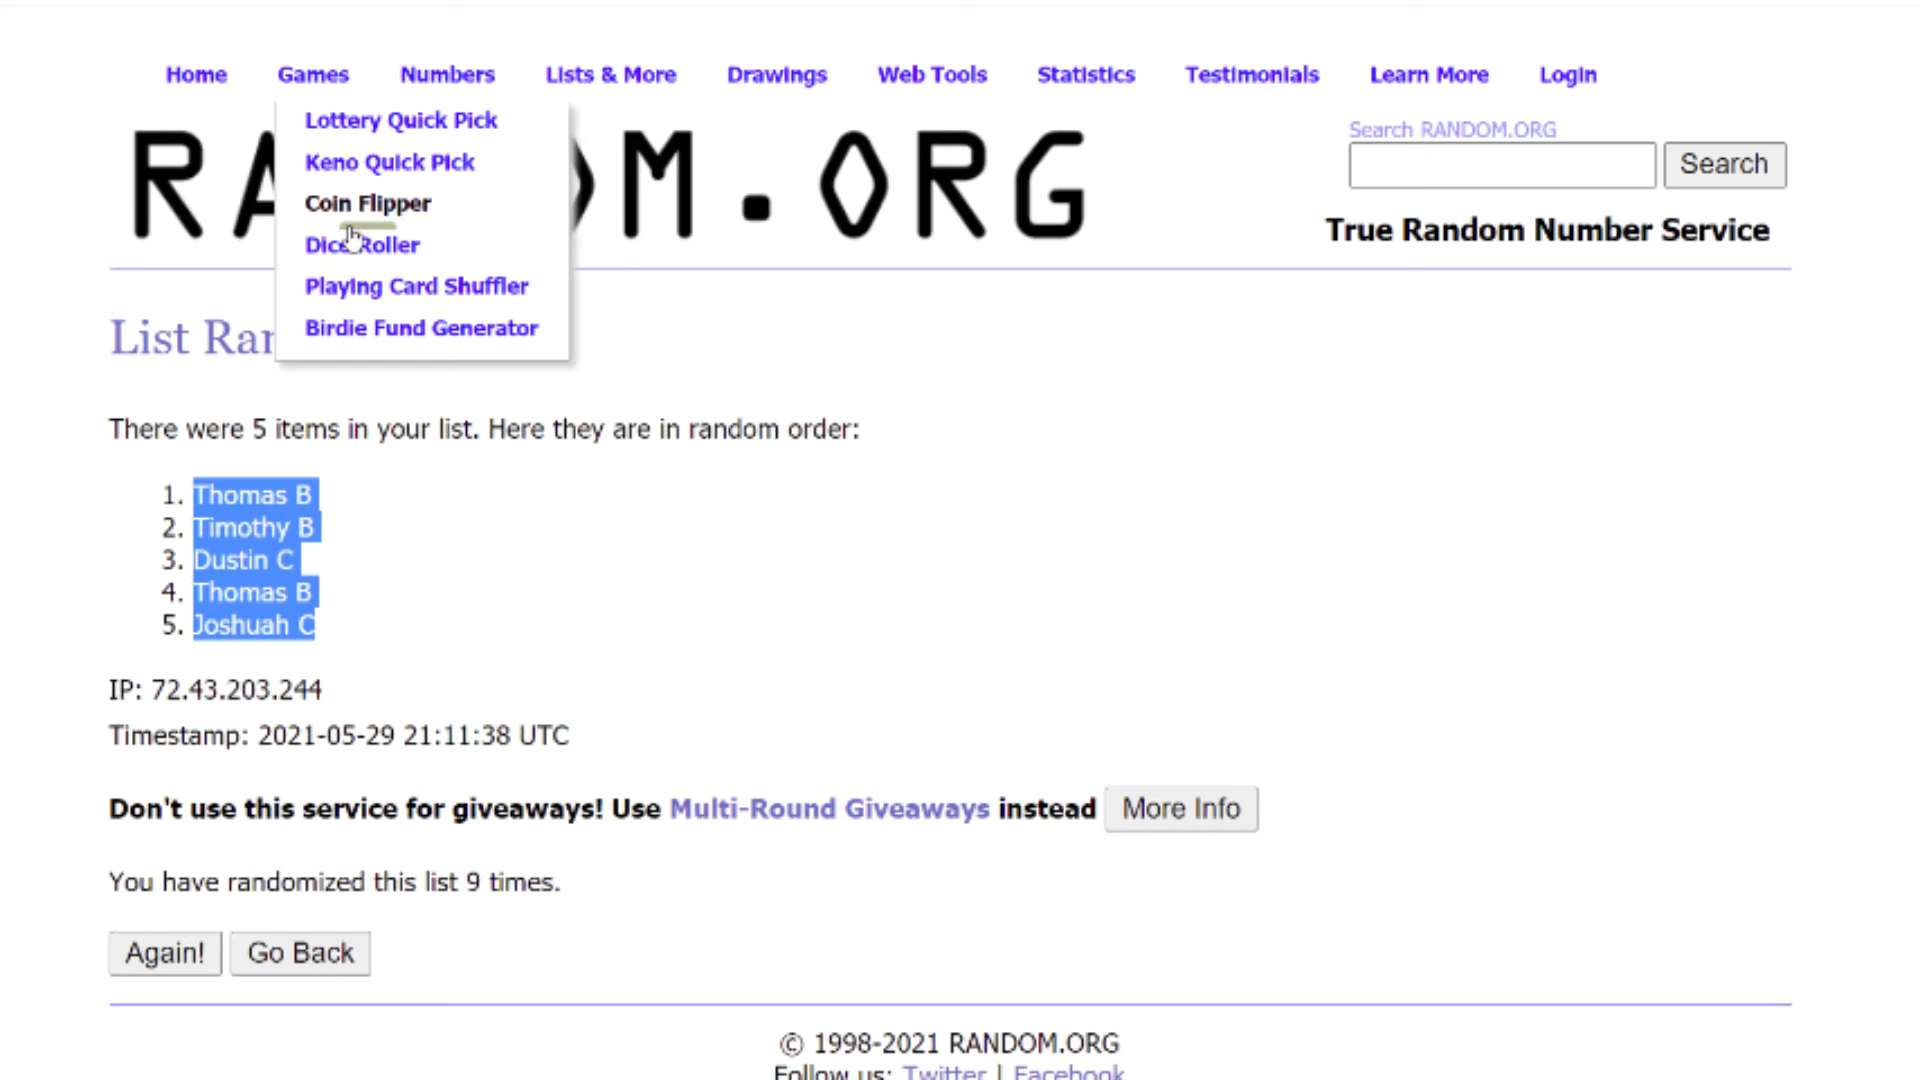 Home Games Numbers Lists & More Drawings Web Tools Statistics Testimonials Learn More Login
Lottery Quick Pick
Keno Quick Pick
Coin Flipper
Dice Roller
Playing Card Shuffler
Birdie Fund Generator
RA M.ORG
Search RANDOM.ORG
Search
True Random Number Service
List Ran
There were 5 items in your list. Here they are in random order:
1. Thomas B
2. Timothy B
3. Dustin C
4. Thomas B
5. Joshuah C
IP: 72.43.203.244
Timestamp: 2021-05-29 21:11:38 UTC
Don't use this service for giveaways! Use Multi-Round Giveaways instead More Info
You have randomized this list 9 times.
Again! Go Back
© 1998-2021 RANDOM.ORG
Follow us: Twitter | Facebook